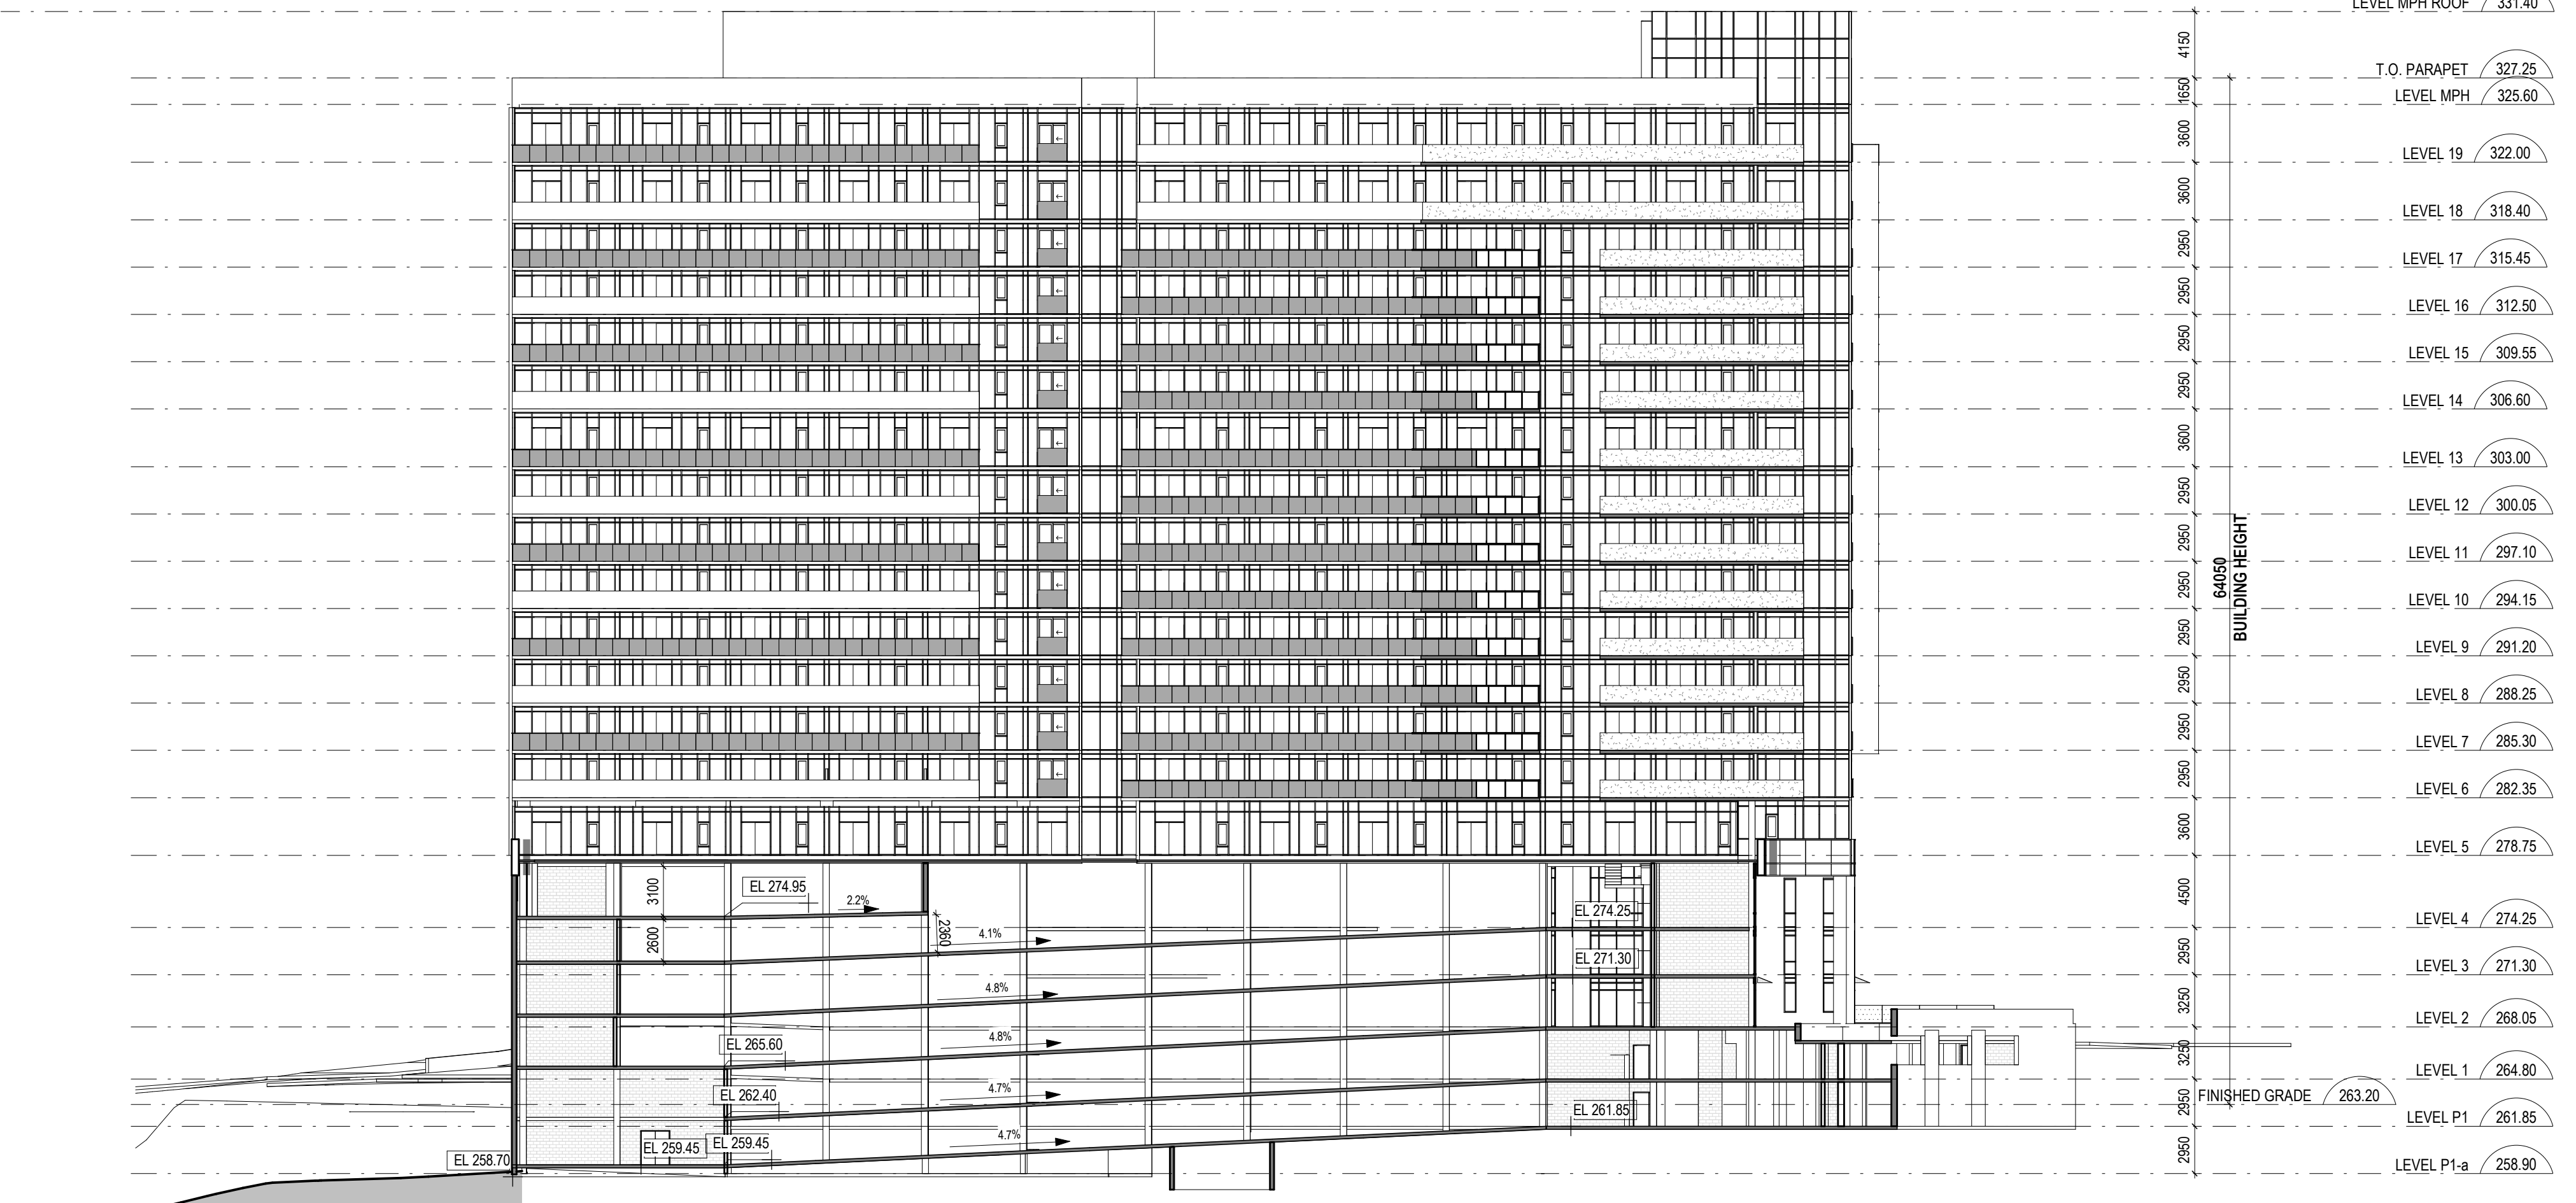 LEVEL MPH ROOF 331.40
4150
T.O. PARAPET 327.25
1650
LEVEL MPH 325.60
3600
LEVEL 19 322.00
3600
LEVEL 18 318.40
2950
LEVEL 17 315.45
2950
LEVEL 16 312.50
2950
LEVEL 15 309.55
2950
LEVEL 14 306.60
3600
LEVEL 13 303.00
2950
LEVEL 12 300.05
2950
LEVEL 11 297.10
2950
LEVEL 10 294.15
2950
LEVEL 9 291.20
2950
LEVEL 8 288.25
2950
LEVEL 7 285.30
2950
LEVEL 6 282.35
3600
LEVEL 5 278.75
4500
LEVEL 4 274.25
2950
LEVEL 3 271.30
3250
LEVEL 2 268.05
3250
LEVEL 1 264.80
FINISHED GRADE 263.20
2950
LEVEL P1 261.85
2950
LEVEL P1-a 258.90
64050
BUILDING HEIGHT
3100
EL 274.95
2.2%
2600
2360
4.1%
EL 274.25
EL 271.30
4.8%
4.8%
EL 265.60
4.7%
EL 262.40
EL 261.85
4.7%
EL 259.45
EL 259.45
EL 258.70